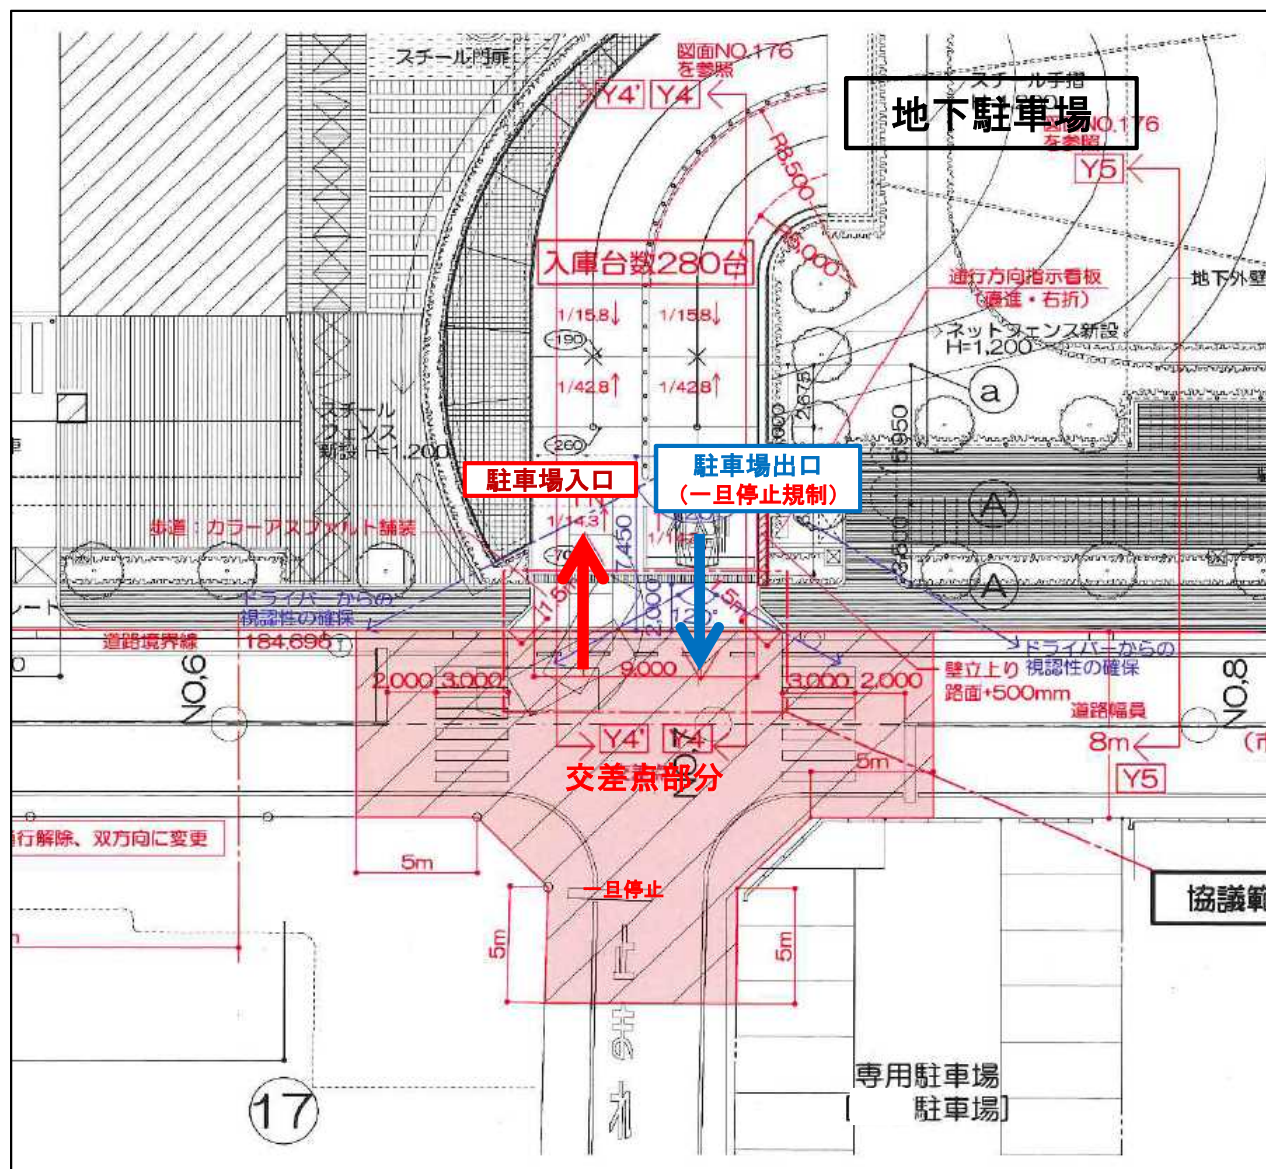 スチール門扉
図面NO.176
を参照
Y4'
Y4
スチール手摺
地下駐車場
図面NO.176
を参照
Y5
R8,500
入庫台数280台
通行方向指示看板
(直進・右折)
地下外壁
1/15.8↓
1/15.8↓
ネットフェンス新設
H=1,200
-190
1/42.8↑
1/42.8↑
a
2,675
スチール
フェンス
新設 H=1,200
-260
駐車場入口
駐車場出口
(一旦停止規制)
A'
歩道：カラーアスファルト舗装
1/14.3↑
7,450
A
ドライバーからの
視認性の確保
2,000
道路境界線
184.696
ドライバーからの
視認性の確保
壁立上り
路面+500mm
NO,6
2,000
3,000
9,000
3,000
2,000
道路幅員
NO,8
Y4'
Y4
8m
Y5
交差点部分
5m
行解除、双方向に変更
5m
一旦停止
協議範
5m
5m
止まれ
専用駐車場
[駐車場]
17